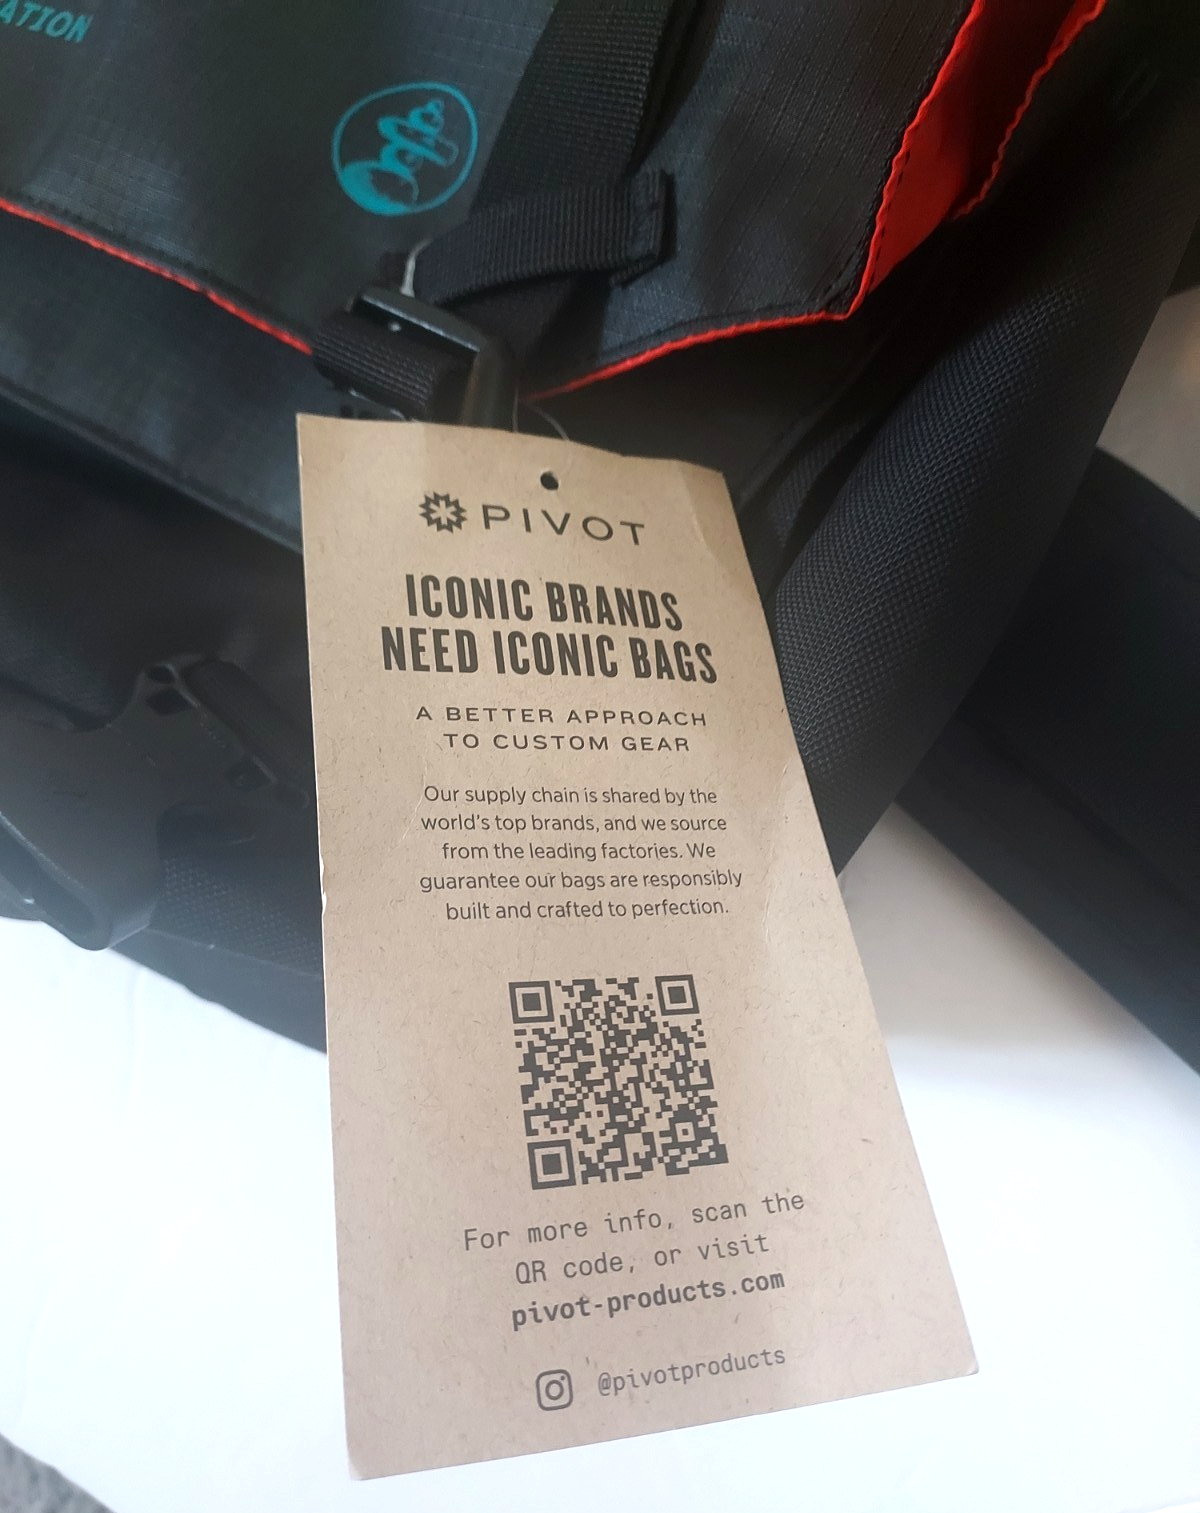 ATION
PIVOT
ICONIC BRANDS
NEED ICONIC BAGS
A BETTER APPROACH
TO CUSTOM GEAR
Our supply chain is shared by the
world's top brands, and we source
from the leading factories. We
guarantee our bags are responsibly
built and crafted to perfection.
For more info, scan the
QR code, or visit
pivot-products.com
@pivotproducts